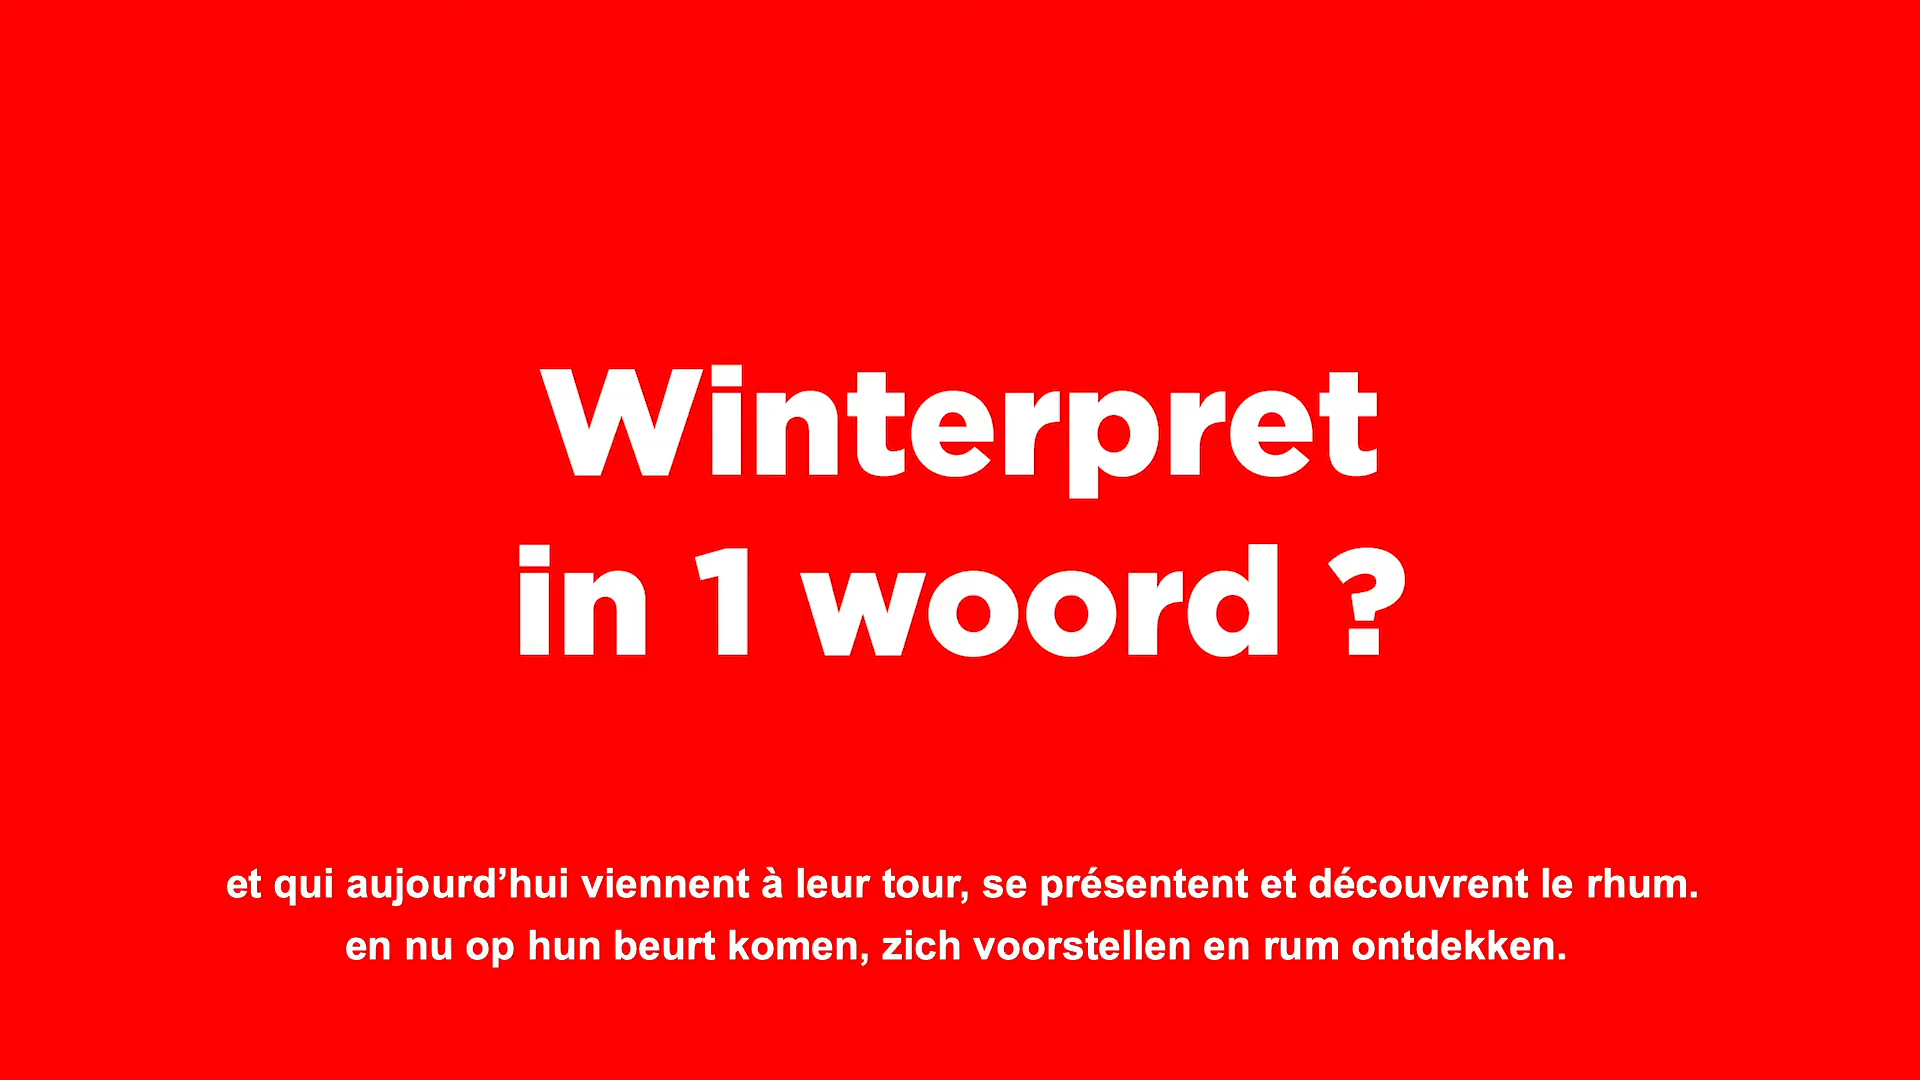 Winterpret
in 1 woord ?
et qui aujourd’hui viennent à leur tour, se présentent et découvrent le rhum.
en nu op hun beurt komen, zich voorstellen en rum ontdekken.